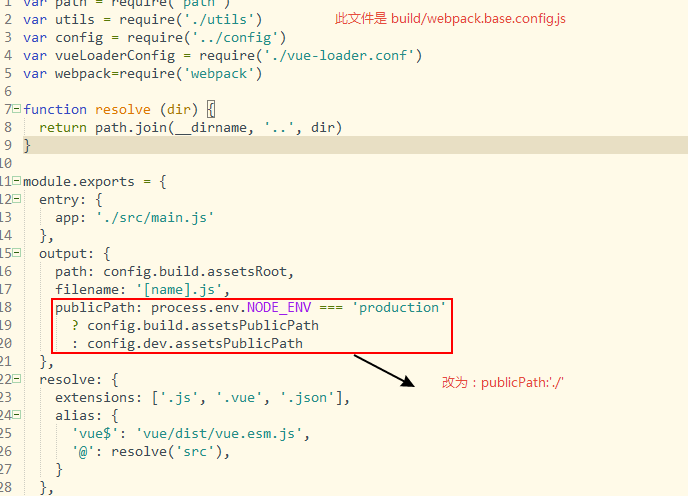 1 var path = require('path')
2 var utils = require('./utils')
此文件是 build/webpack.base.config.js
3 var config = require('../config')
4 var vueLoaderConfig = require('./vue-loader.conf')
5 var webpack=require('webpack')
6
7 function resolve (dir) {
8   return path.join(__dirname, '..', dir)
9 }
10
11 module.exports = {
12   entry: {
13     app: './src/main.js'
14   },
15   output: {
16     path: config.build.assetsRoot,
17     filename: '[name].js',
18     publicPath: process.env.NODE_ENV === 'production'
19       ? config.build.assetsPublicPath
20       : config.dev.assetsPublicPath
21   },
22   resolve: {
改为：publicPath:'./'
23     extensions: ['.js', '.vue', '.json'],
24     alias: {
25       'vue$': 'vue/dist/vue.esm.js',
26       '@': resolve('src'),
27     }
28   },